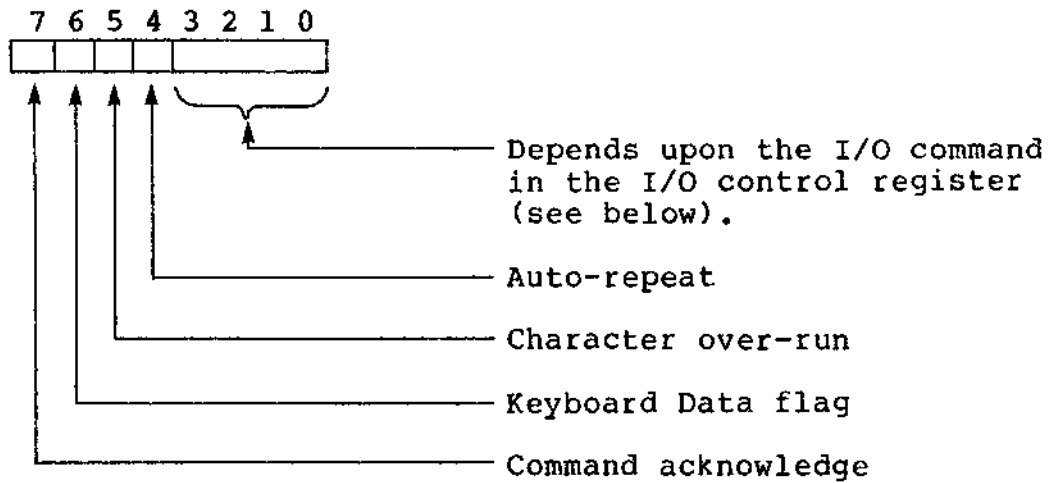 7 6 5 4 3 2 1 0
Depends upon the I/O command
in the I/O control register
(see below).
Auto-repeat
Character over-run
Keyboard Data flag
Command acknowledge